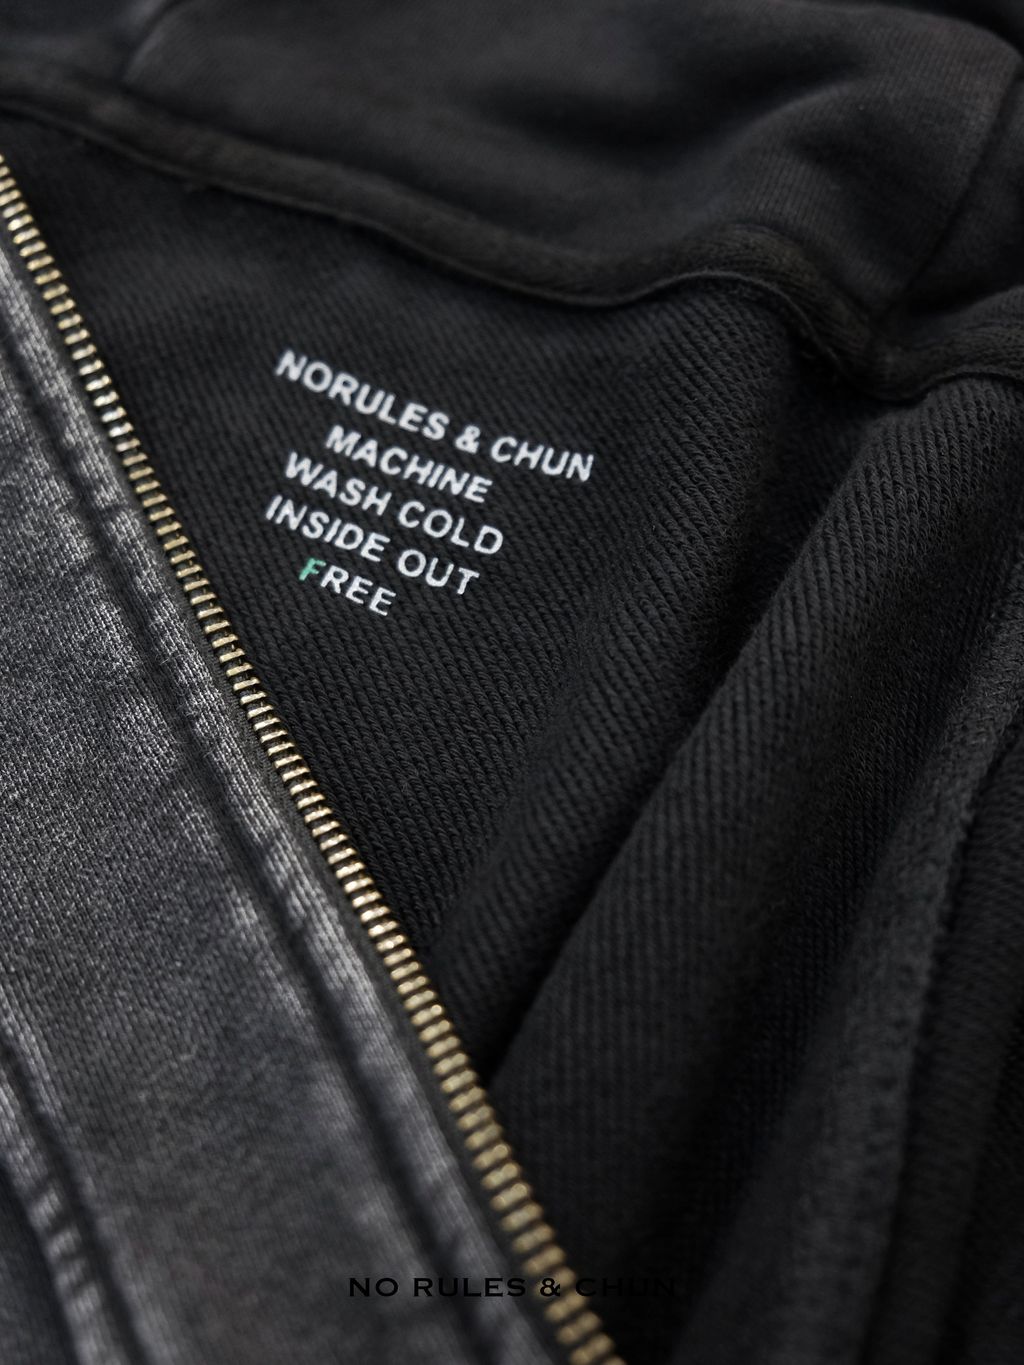 NORULES & CHUN
MACHINE
WASH COLD
INSIDE OUT
FREE
NO RULES & CHUN